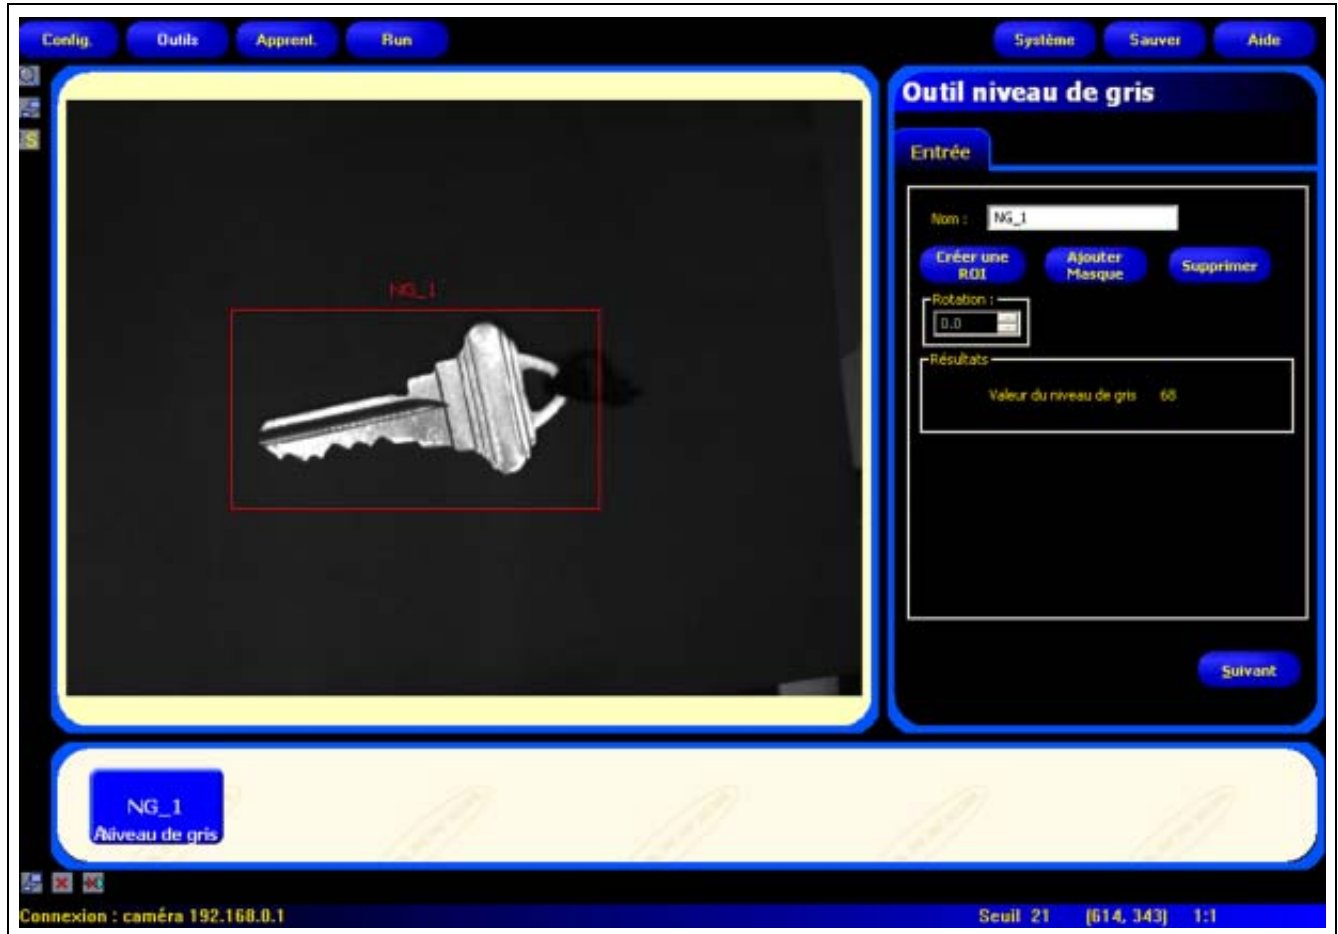 Config. Outils Apprent. Run Système Sauver Aide
Outil niveau de gris
Entrée
Nom : NG_1
Créer une ROI
Ajouter Masque
Supprimer
Rotation :
0.0
Résultats
Valeur du niveau de gris 68
Suivant
NG_1
NG_1
Niveau de gris
Connexion : caméra 192.168.0.1 Seuil 21 (614, 343) 1:1